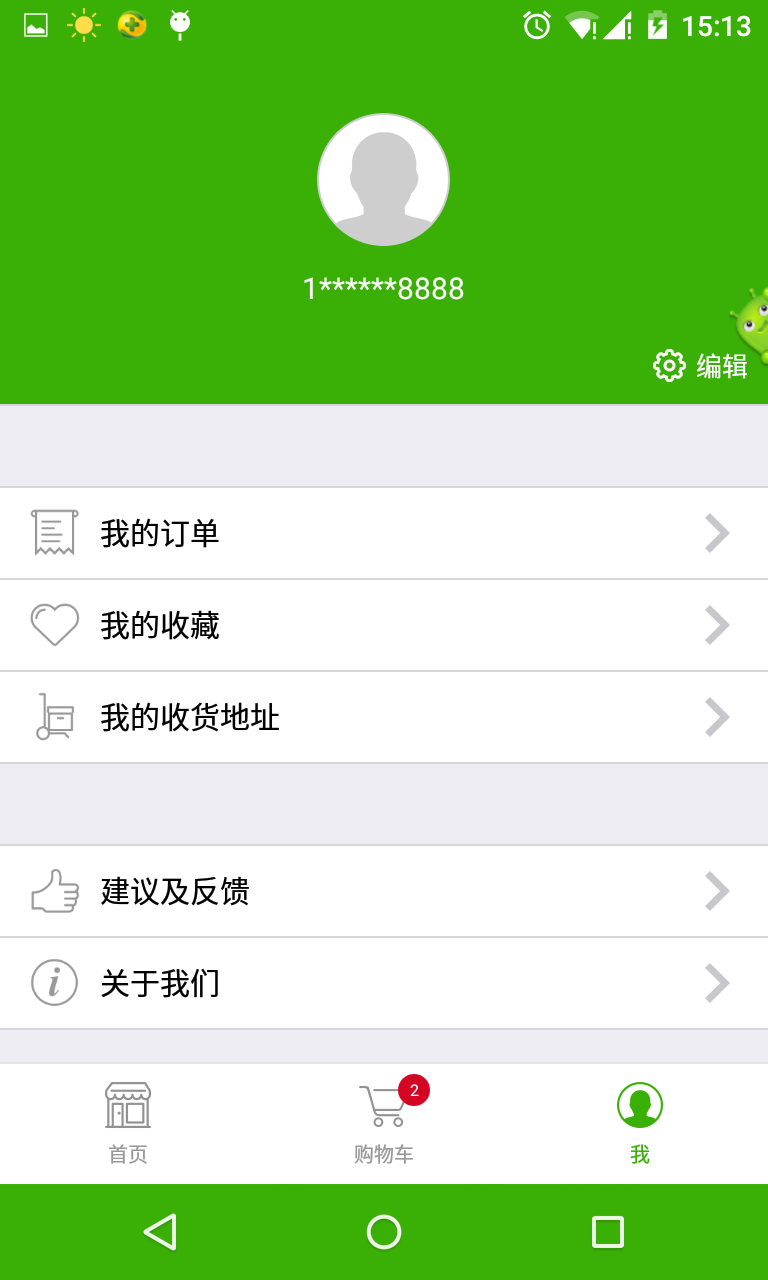 15:13
1******8888
编辑
我的订单
我的收藏
我的收货地址
建议及反馈
关于我们
2
首页
购物车
我